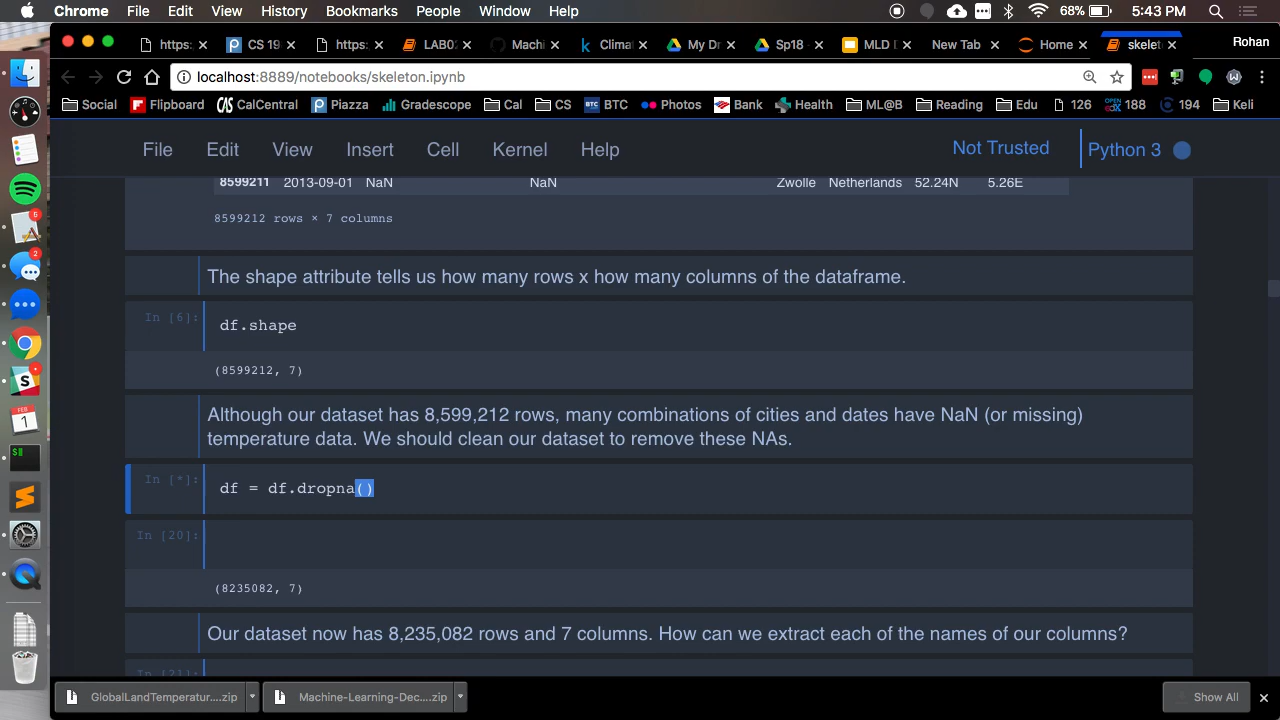 Chrome File Edit View History Bookmarks People Window Help 68% 5:43 PM
https: CS 19 https: LAB0 Machi Climat My Dr Sp18 - MLD D New Tab Home skelet Rohan
localhost:8889/notebooks/skeleton.ipynb
Social Flipboard CalCentral Piazza Gradescope Cal CS BTC Photos Bank Health ML@B Reading Edu 126 188 194 Keli
File Edit View Insert Cell Kernel Help Not Trusted Python 3
8599211 2013-09-01 NaN NaN Zwolle Netherlands 52.24N 5.26E
8599212 rows × 7 columns
The shape attribute tells us how many rows x how many columns of the dataframe.
In [6]: df.shape
(8599212, 7)
Although our dataset has 8,599,212 rows, many combinations of cities and dates have NaN (or missing)
temperature data. We should clean our dataset to remove these NAs.
In [*]: df = df.dropna()
In [20]:
(8235082, 7)
Our dataset now has 8,235,082 rows and 7 columns. How can we extract each of the names of our columns?
In [21]:
GlobalLandTemperatur....zip Machine-Learning-Dec....zip Show All